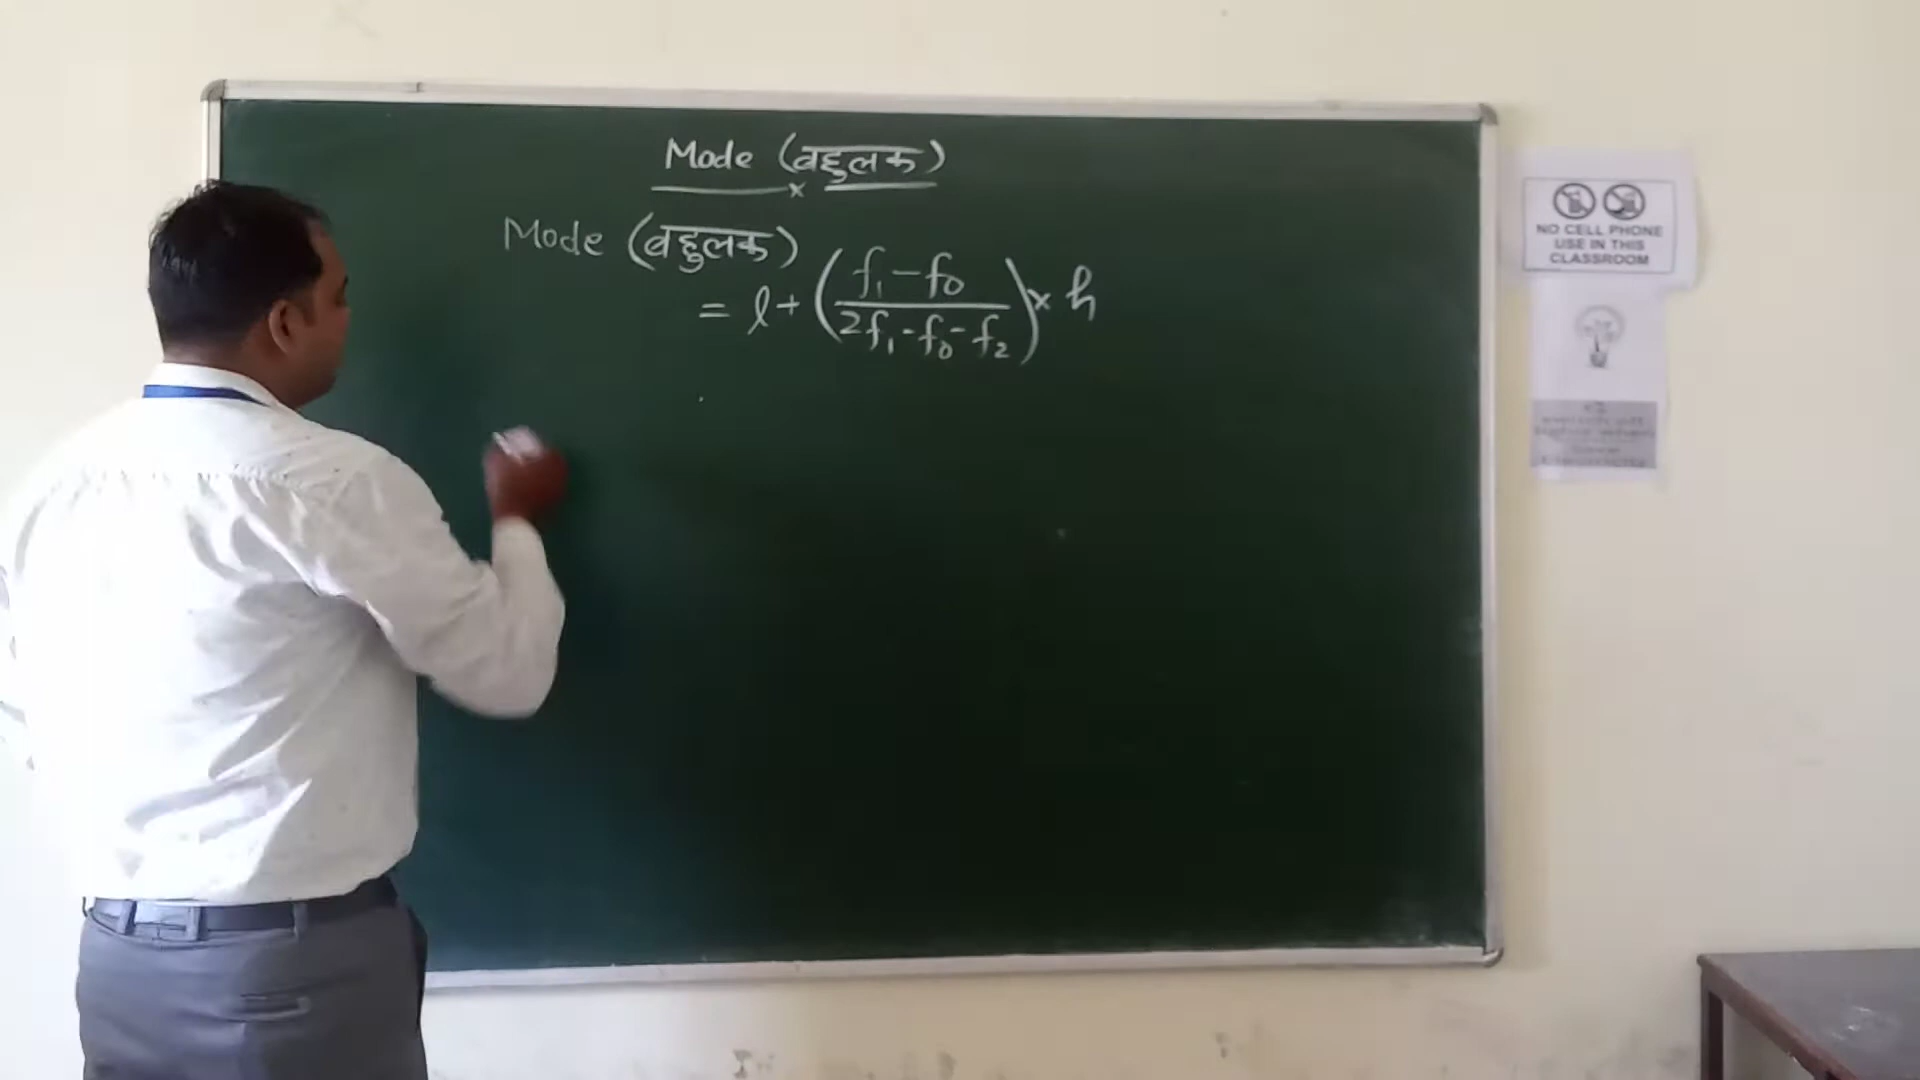 Mode (बहुलक)
Mode (बहुलक)
= l + (f₁ - f₀ / 2f₁ - f₀ - f₂) × h
NO CELL PHONE
USE IN THIS
CLASSROOM